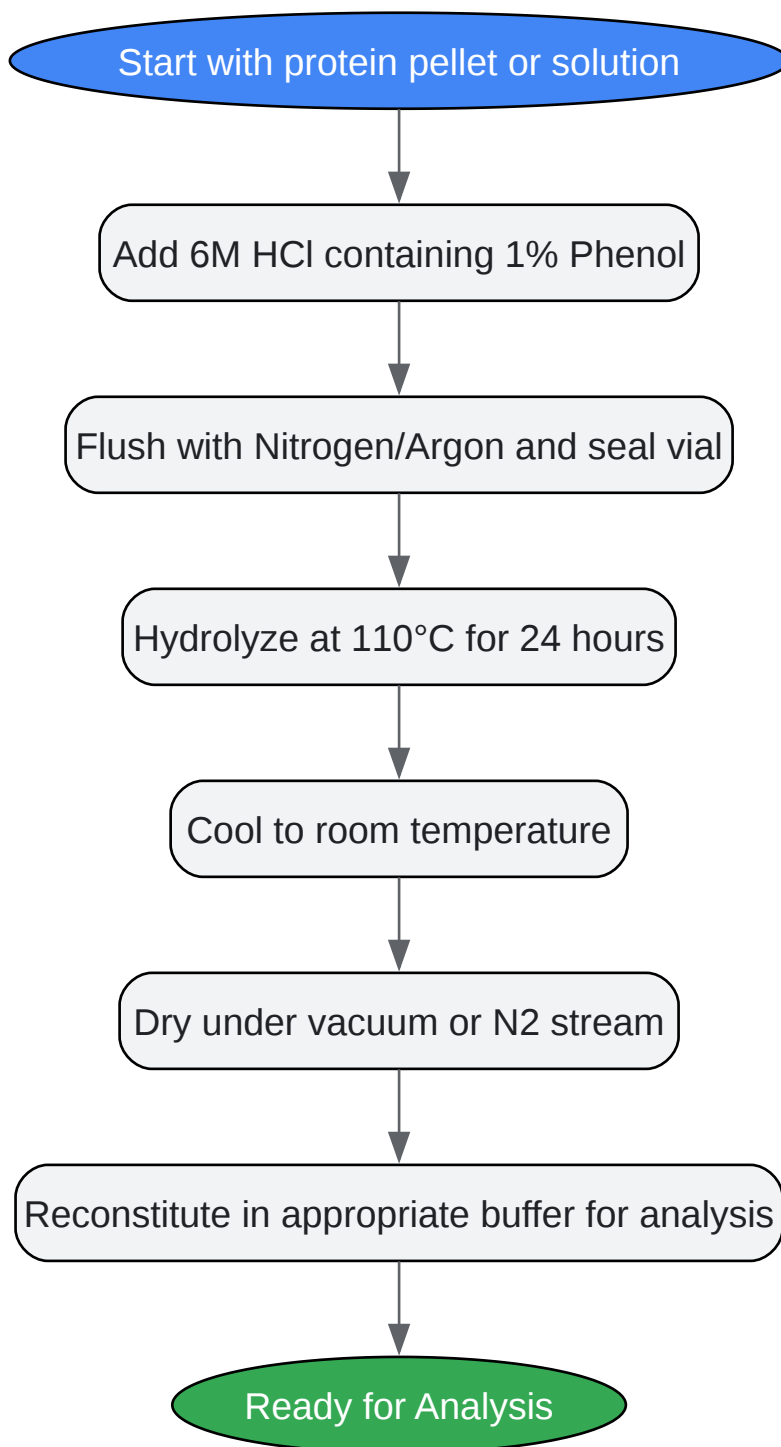 Start with protein pellet or solution
Add 6M HCl containing 1% Phenol
Flush with Nitrogen/Argon and seal vial
Hydrolyze at 110°C for 24 hours
Cool to room temperature
Dry under vacuum or N2 stream
Reconstitute in appropriate buffer for analysis
Ready for Analysis